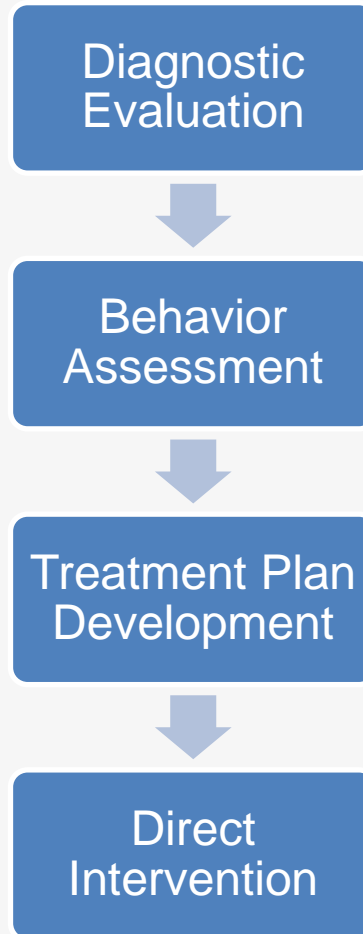 Diagnostic
Evaluation
Behavior
Assessment
Treatment Plan
Development
Direct
Intervention